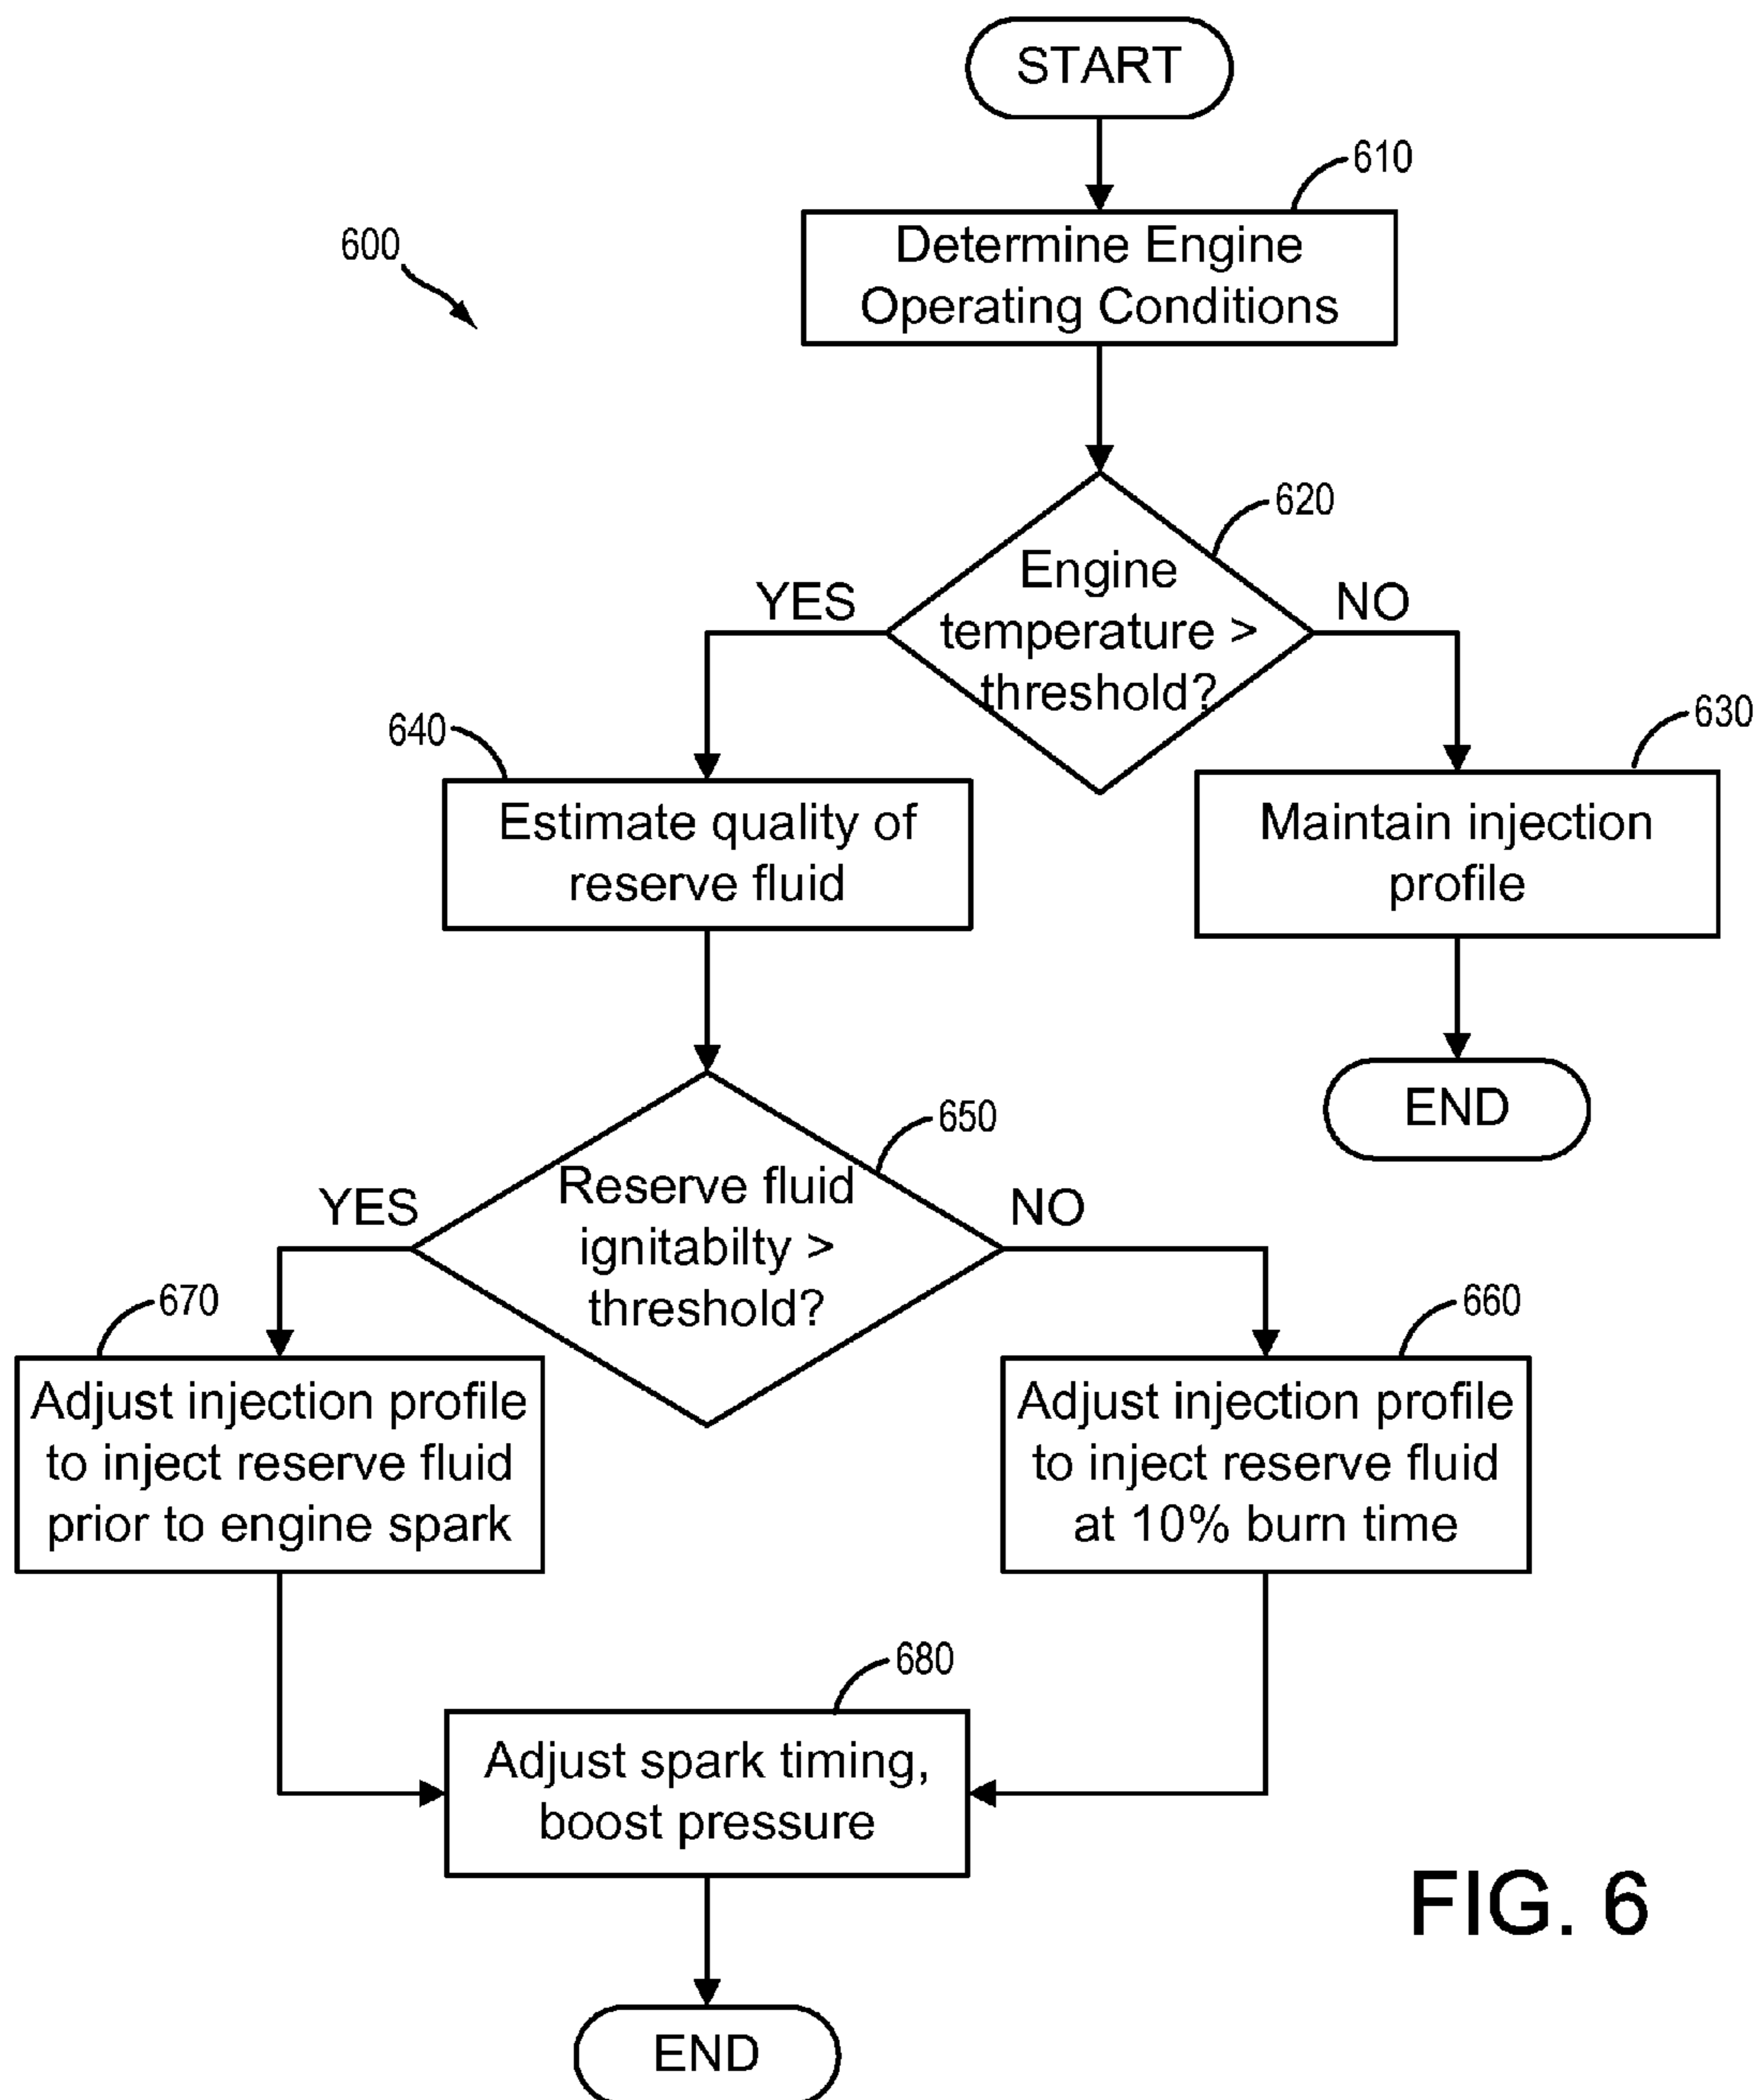 START
610
600
Determine Engine
Operating Conditions
620
Engine
temperature >
threshold?
YES
NO
640
630
Estimate quality of
reserve fluid
Maintain injection
profile
END
650
Reserve fluid
ignitabilty >
threshold?
YES
NO
670
660
Adjust injection profile
to inject reserve fluid
prior to engine spark
Adjust injection profile
to inject reserve fluid
at 10% burn time
680
Adjust spark timing,
boost pressure
FIG. 6
END